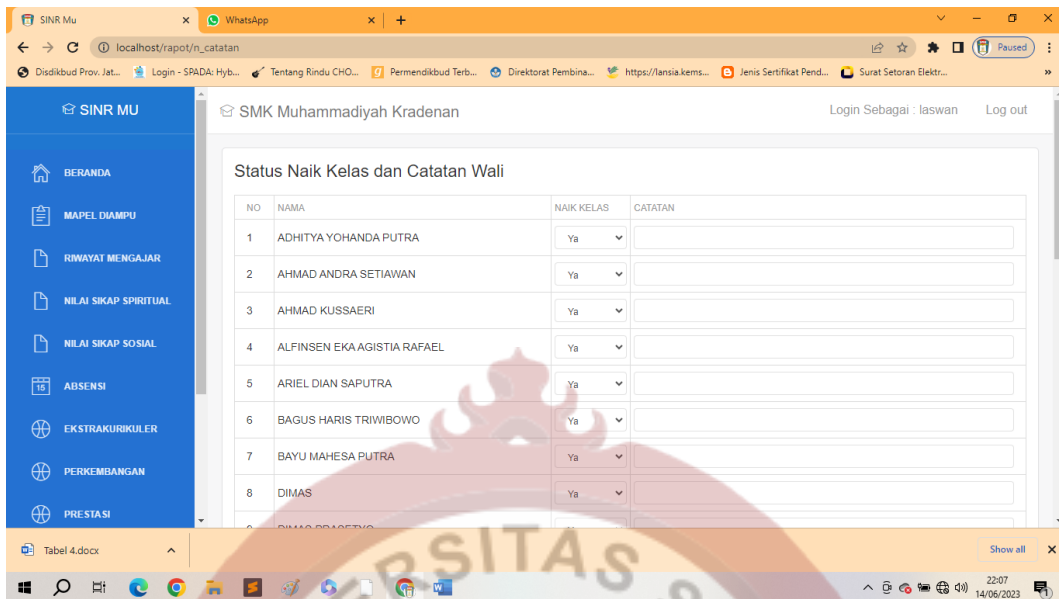 SINR Mu
WhatsApp
localhost/rapot/n_catatan
Paused
Disdikbud Prov. Jat... Login - SPADA: Hyb... Tentang Rindu CHO... Permendikbud Terb... Direktorat Pembina... https://lansia.kems... Jenis Sertifikat Pend... Surat Setoran Elektr... »
SINR MU
SMK Muhammadiyah Kradenan
Login Sebagai : laswan
Log out
BERANDA
MAPEL DIAMPU
RIWAYAT MENGAJAR
NILAI SIKAP SPIRITUAL
NILAI SIKAP SOSIAL
15 ABSENSI
EKSTRAKURIKULER
PERKEMBANGAN
PRESTASI
Status Naik Kelas dan Catatan Wali
NO NAMA NAIK KELAS CATATAN
1 ADHITYA YOHANDA PUTRA Ya
2 AHMAD ANDRA SETIAWAN Ya
3 AHMAD KUSSAERI Ya
4 ALFINSEN EKA AGISTIA RAFAEL Ya
5 ARIEL DIAN SAPUTRA Ya
6 BAGUS HARIS TRIWIBOWO Ya
7 BAYU MAHESA PUTRA Ya
8 DIMAS Ya
9 DIMAS PRASETYO
RSITAS
Tabel 4.docx
Show all
22:07
14/06/2023